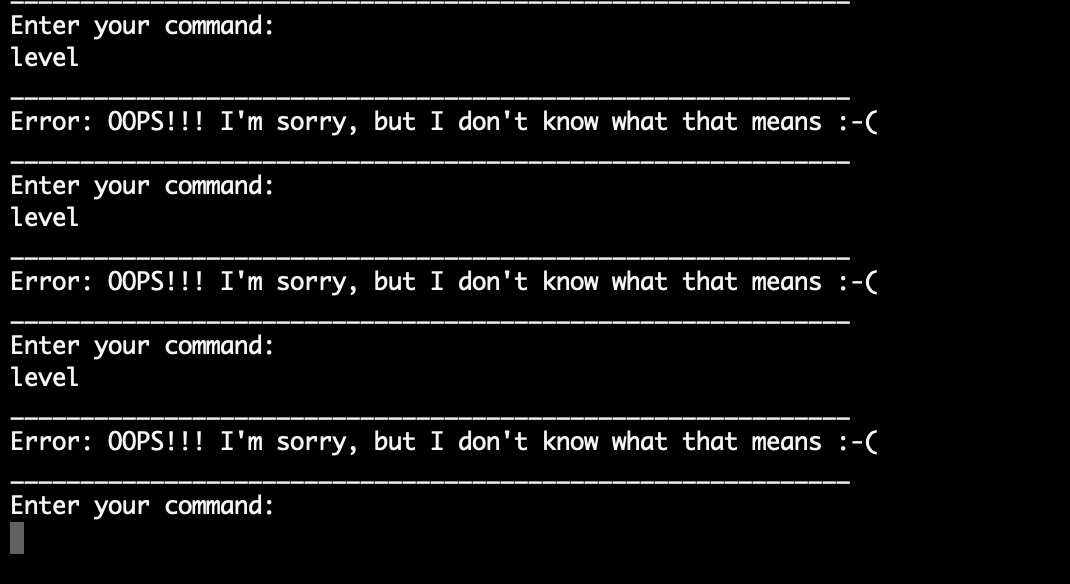 ____________________________________________________________
Enter your command:
level
____________________________________________________________
Error: OOPS!!! I'm sorry, but I don't know what that means :-(
____________________________________________________________
Enter your command:
level
____________________________________________________________
Error: OOPS!!! I'm sorry, but I don't know what that means :-(
____________________________________________________________
Enter your command:
level
____________________________________________________________
Error: OOPS!!! I'm sorry, but I don't know what that means :-(
____________________________________________________________
Enter your command: